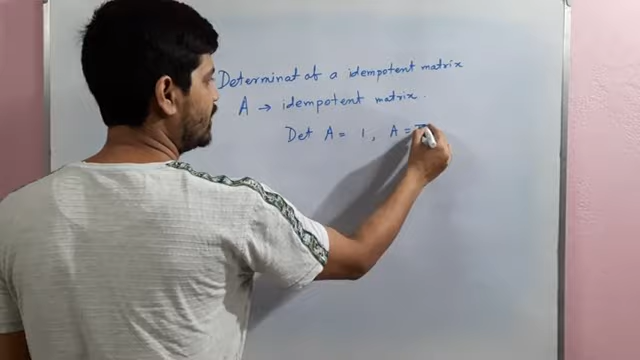 Determinat of a idempotent matrix
A → idempotent matrix.
Det A = 1, A =